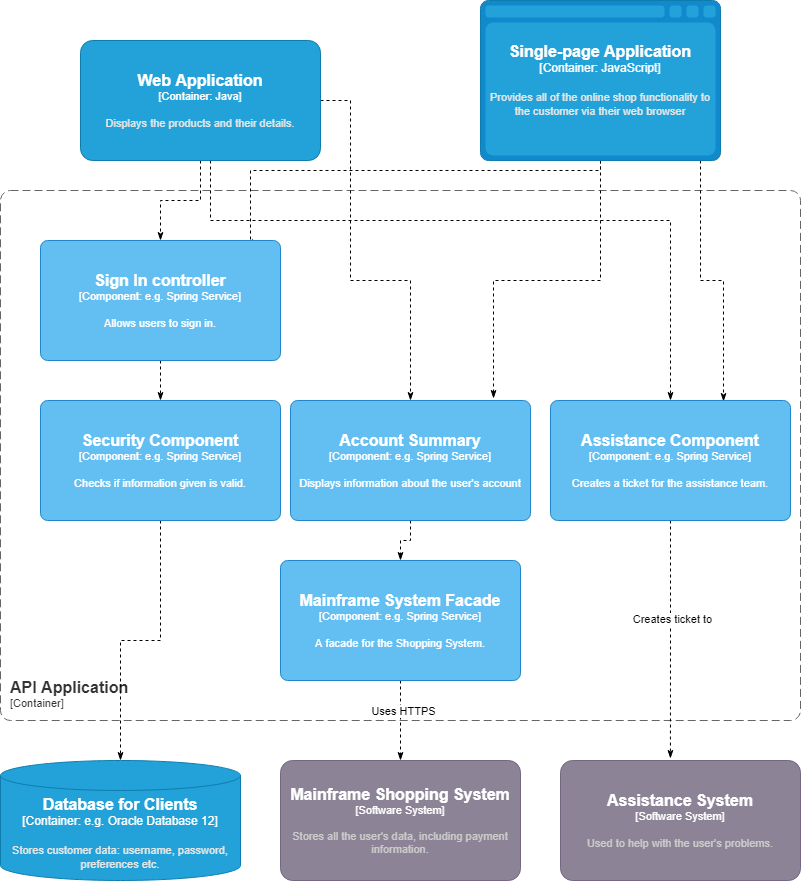 Web Application
[Container: Java]
Displays the products and their details.
Single-page Application
[Container: JavaScript]
Provides all of the online shop functionality to
the customer via their web browser
Sign In controller
[Component: e.g. Spring Service]
Allows users to sign in.
Security Component
[Component: e.g. Spring Service]
Checks if information given is valid.
Account Summary
[Component: e.g. Spring Service]
Displays information about the user's account
Assistance Component
[Component: e.g. Spring Service]
Creates a ticket for the assistance team.
Mainframe System Facade
[Component: e.g. Spring Service]
A facade for the Shopping System.
Creates ticket to
API Application
[Container]
Uses HTTPS
Database for Clients
[Container: e.g. Oracle Database 12]
Stores customer data: username, password,
preferences etc.
Mainframe Shopping System
[Software System]
Stores all the user's data, including payment
information.
Assistance System
[Software System]
Used to help with the user's problems.